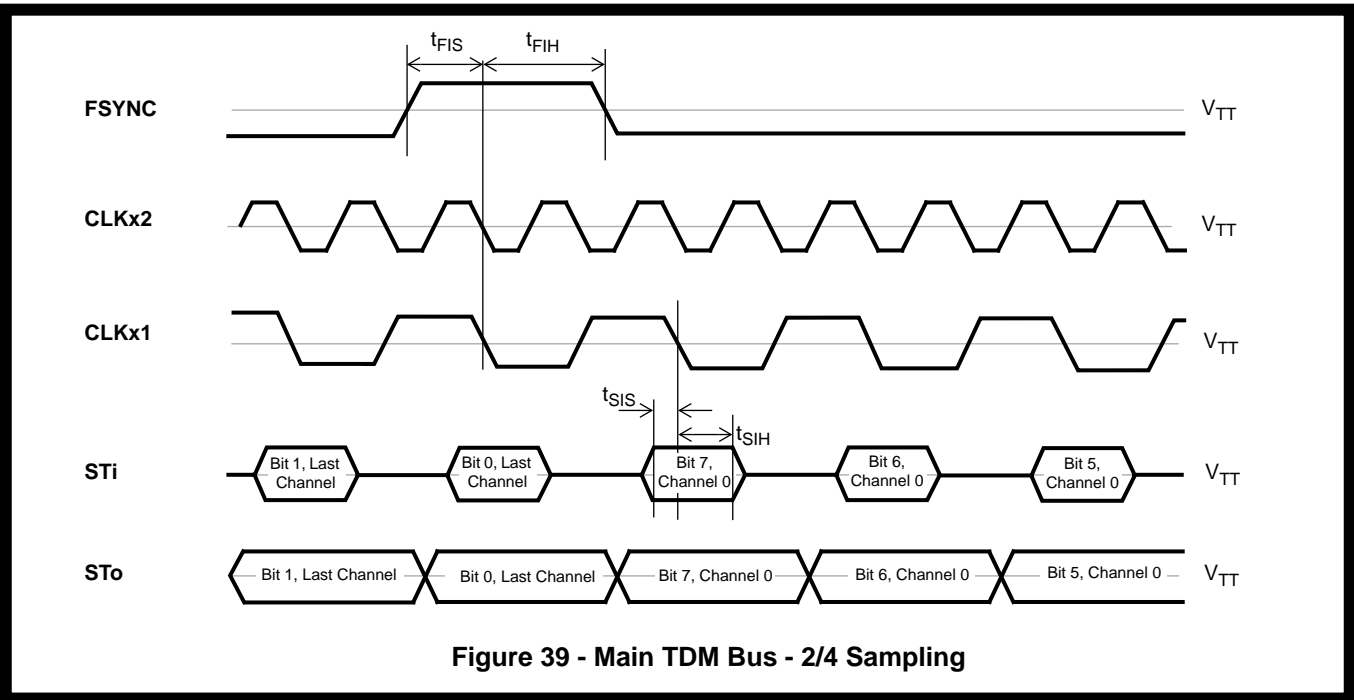 tFIS tFIH
FSYNC VTT
CLKx2 VTT
CLKx1 VTT
tSIS
tSIH
STi
Bit 1, Last
Channel
Bit 0, Last
Channel
Bit 7,
Channel 0
Bit 6,
Channel 0
Bit 5,
Channel 0
VTT
STo Bit 1, Last Channel Bit 0, Last Channel Bit 7, Channel 0 Bit 6, Channel 0 Bit 5, Channel 0 VTT
Figure 39 - Main TDM Bus - 2/4 Sampling